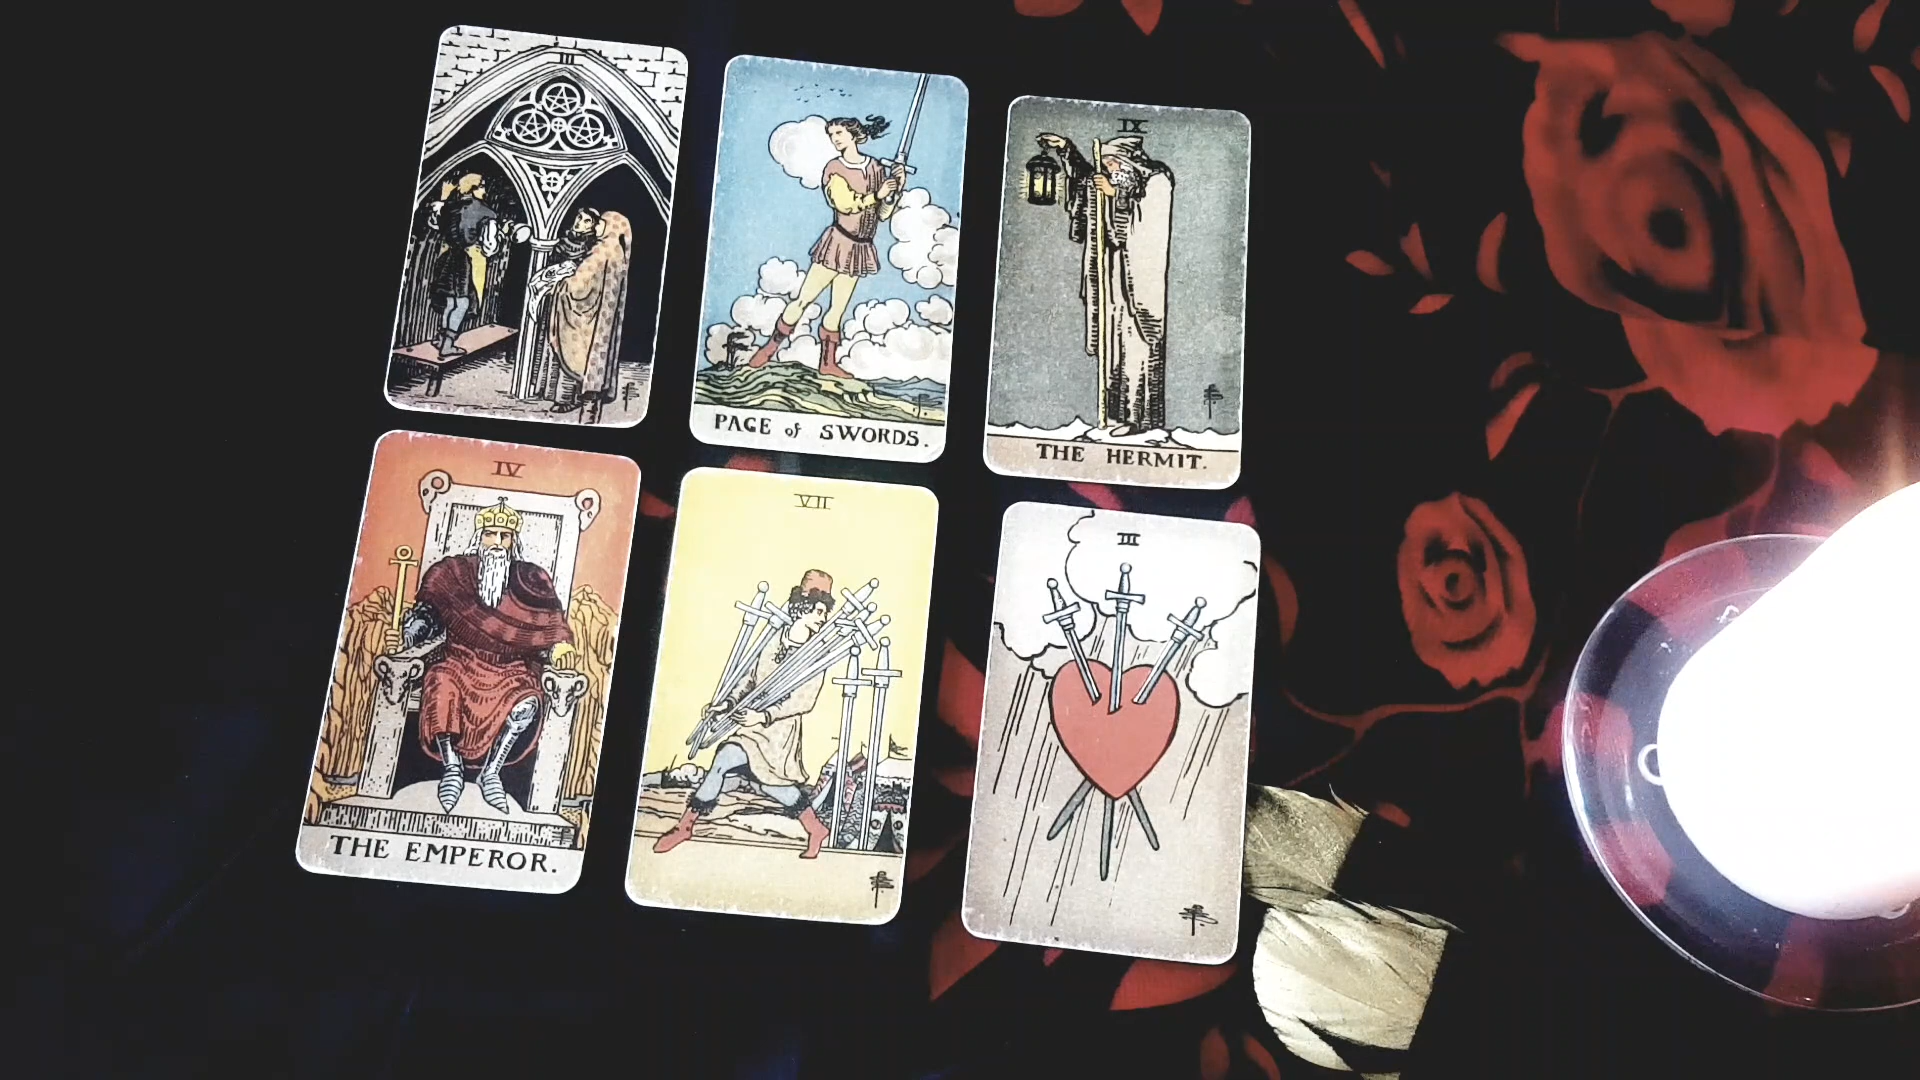 III
PAGE of SWORDS.
IX
THE HERMIT.
IV
THE EMPEROR.
VII
III